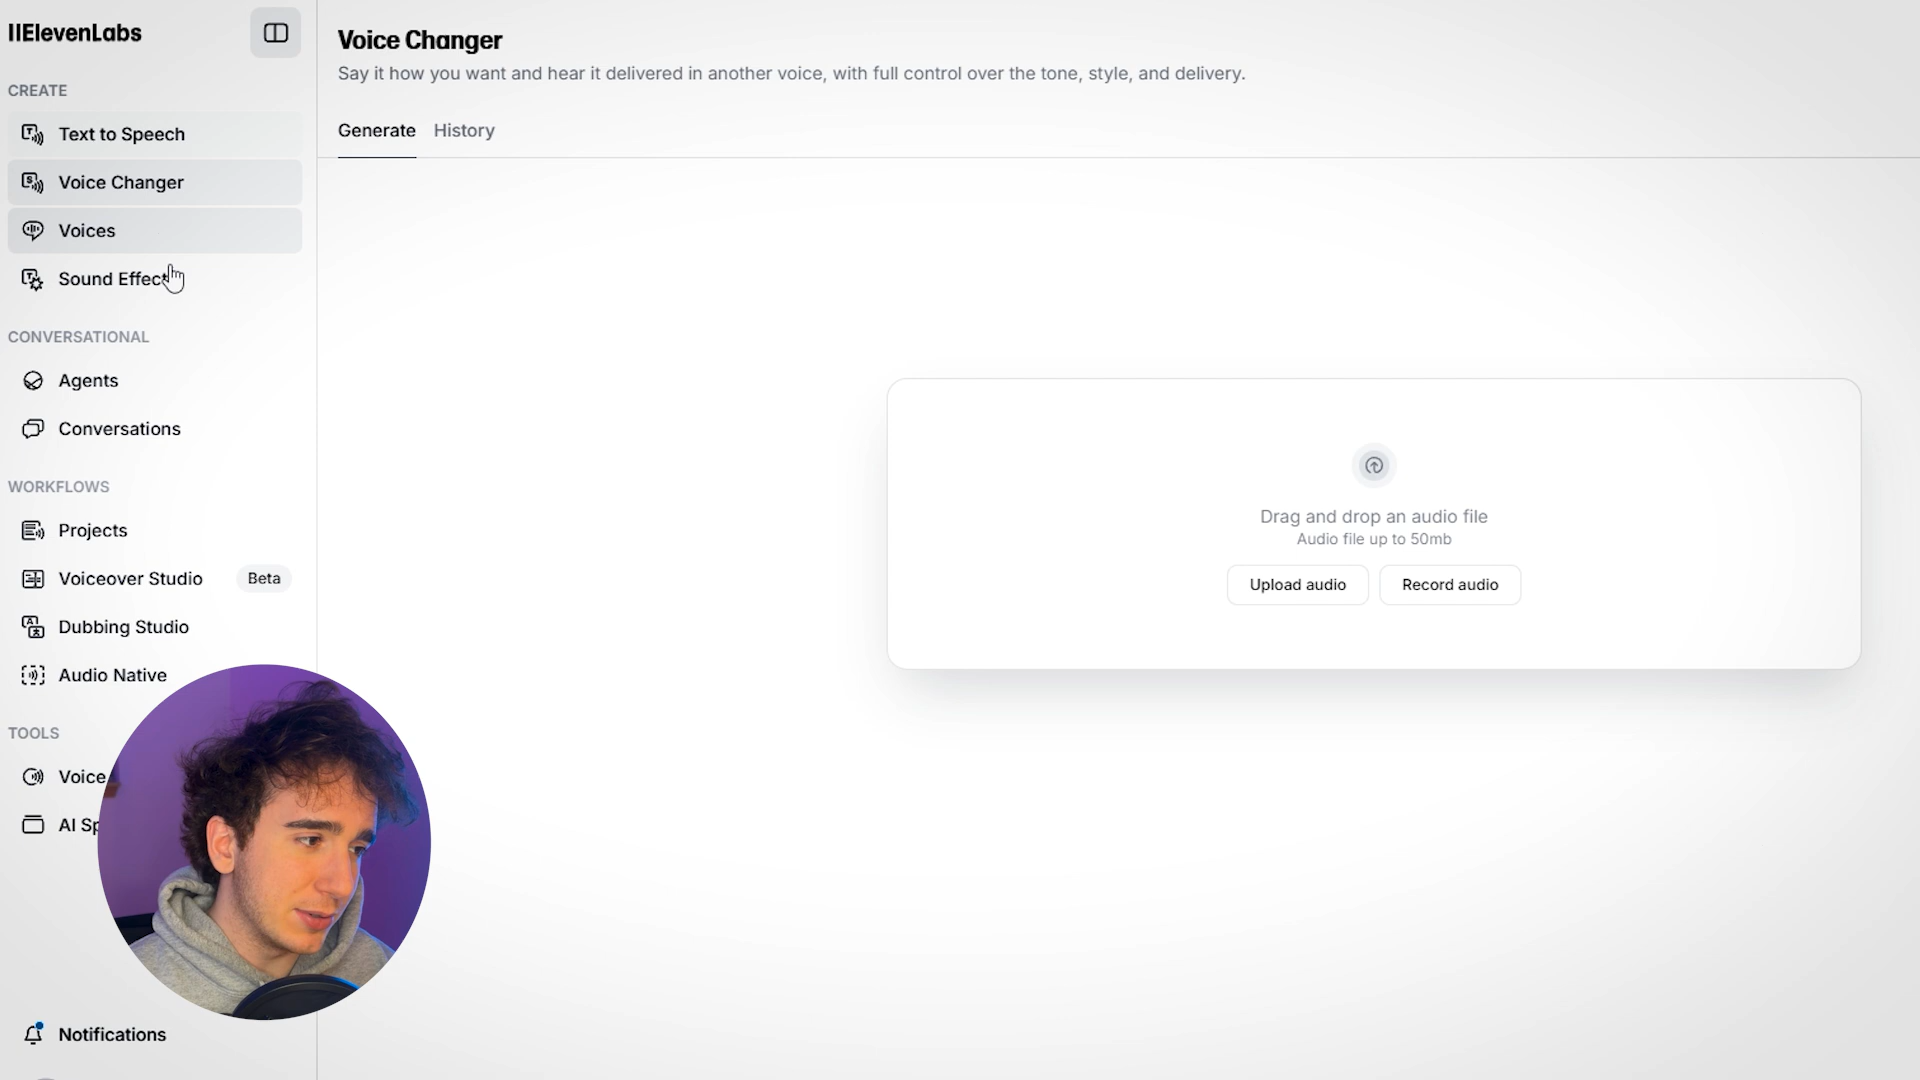 IIElevenLabs
CREATE
Text to Speech
Voice Changer
Voices
Sound Effect
CONVERSATIONAL
Agents
Conversations
WORKFLOWS
Projects
Voiceover Studio Beta
Dubbing Studio
Audio Native
TOOLS
Voice
AI Sp
Notifications
Voice Changer
Say it how you want and hear it delivered in another voice, with full control over the tone, style, and delivery.
Generate History
Drag and drop an audio file
Audio file up to 50mb
Upload audio Record audio